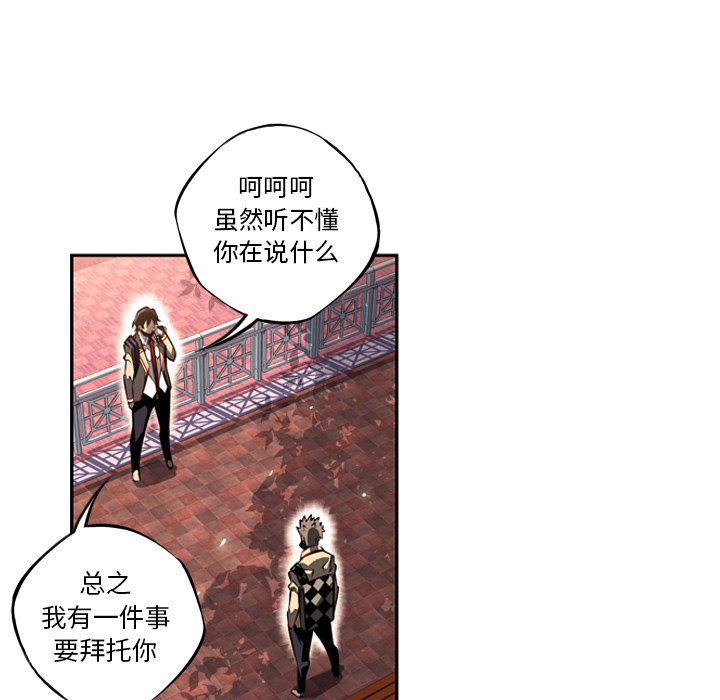 呵呵呵
虽然听不懂
你在说什么
总之
我有一件事
要拜托你